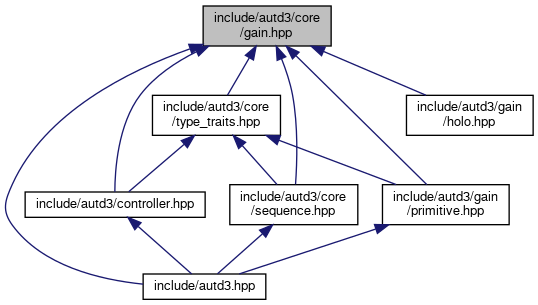 include/autd3/core
/gain.hpp
include/autd3/core
/type_traits.hpp
include/autd3/gain
/holo.hpp
include/autd3/controller.hpp
include/autd3/core
/sequence.hpp
include/autd3/gain
/primitive.hpp
include/autd3.hpp